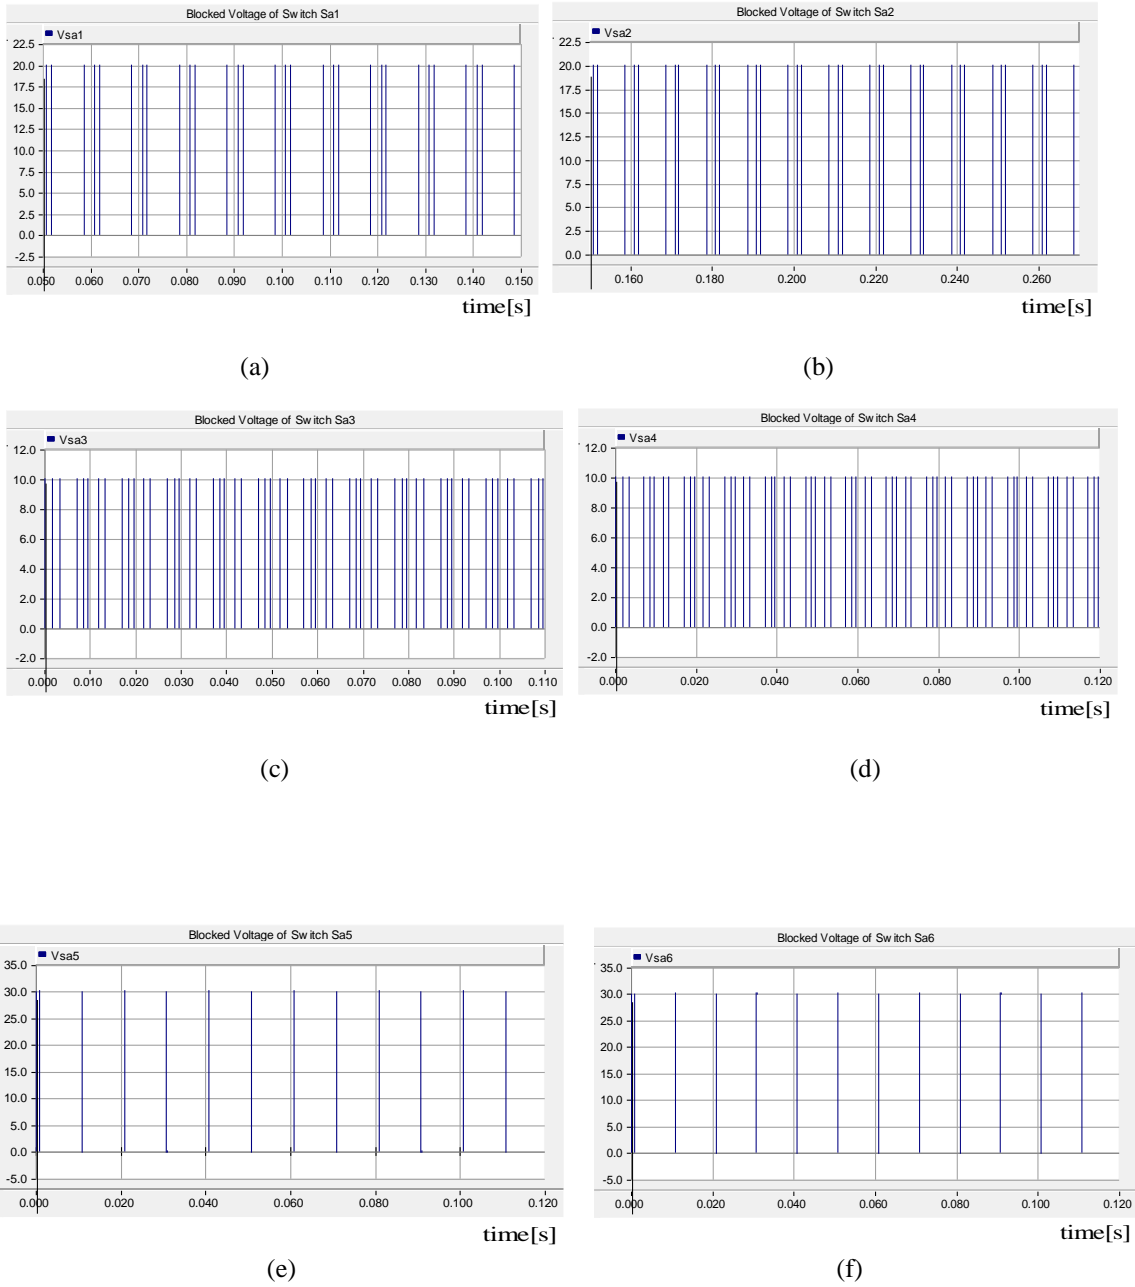 Blocked Voltage of Switch Sa1
Vsa1
22.5
20.0
17.5
15.0
12.5
10.0
7.5
5.0
2.5
0.0
-2.5
0.050 0.060 0.070 0.080 0.090 0.100 0.110 0.120 0.130 0.140 0.150
time[s]
(a)
Blocked Voltage of Switch Sa2
Vsa2
22.5
20.0
17.5
15.0
12.5
10.0
7.5
5.0
2.5
0.0
0.160 0.180 0.200 0.220 0.240 0.260
time[s]
(b)
Blocked Voltage of Switch Sa3
Vsa3
12.0
10.0
8.0
6.0
4.0
2.0
0.0
-2.0
0.000 0.010 0.020 0.030 0.040 0.050 0.060 0.070 0.080 0.090 0.100 0.110
time[s]
(c)
Blocked Voltage of Switch Sa4
Vsa4
12.0
10.0
8.0
6.0
4.0
2.0
0.0
-2.0
0.000 0.020 0.040 0.060 0.080 0.100 0.120
time[s]
(d)
Blocked Voltage of Switch Sa5
Vsa5
35.0
30.0
25.0
20.0
15.0
10.0
5.0
0.0
-5.0
0.000 0.020 0.040 0.060 0.080 0.100 0.120
time[s]
(e)
Blocked Voltage of Switch Sa6
Vsa6
35.0
30.0
25.0
20.0
15.0
10.0
5.0
0.0
-5.0
0.000 0.020 0.040 0.060 0.080 0.100 0.120
time[s]
(f)